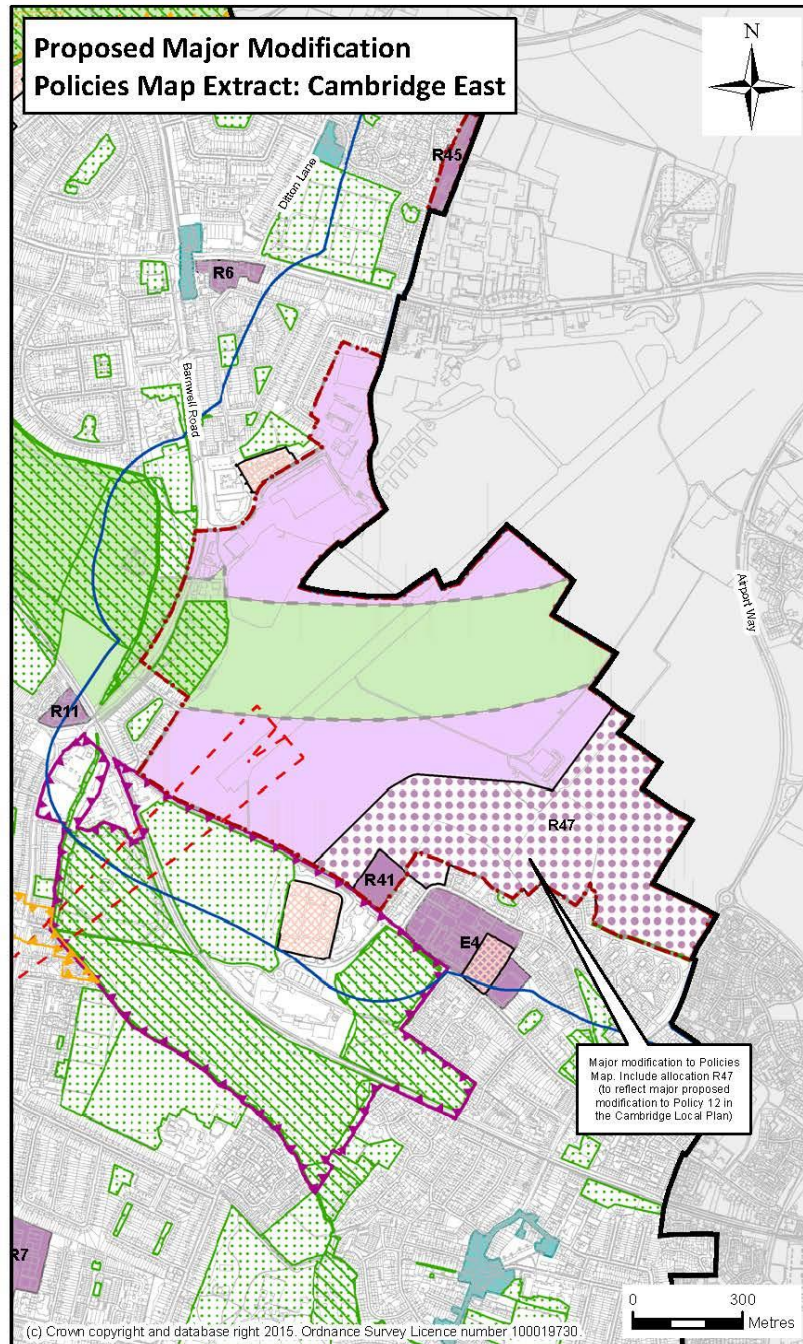 Proposed Major Modification
Policies Map Extract: Cambridge East
N
R45
Ditton Lane
R6
Barnwell Road
Airport Way
R11
R47
R41
E4
Major modification to Policies
Map. Include allocation R47
(to reflect major proposed
modification to Policy 12 in
the Cambridge Local Plan)
R7
0 300
Metres
(c) Crown copyright and database right 2015. Ordnance Survey Licence number 100019730.